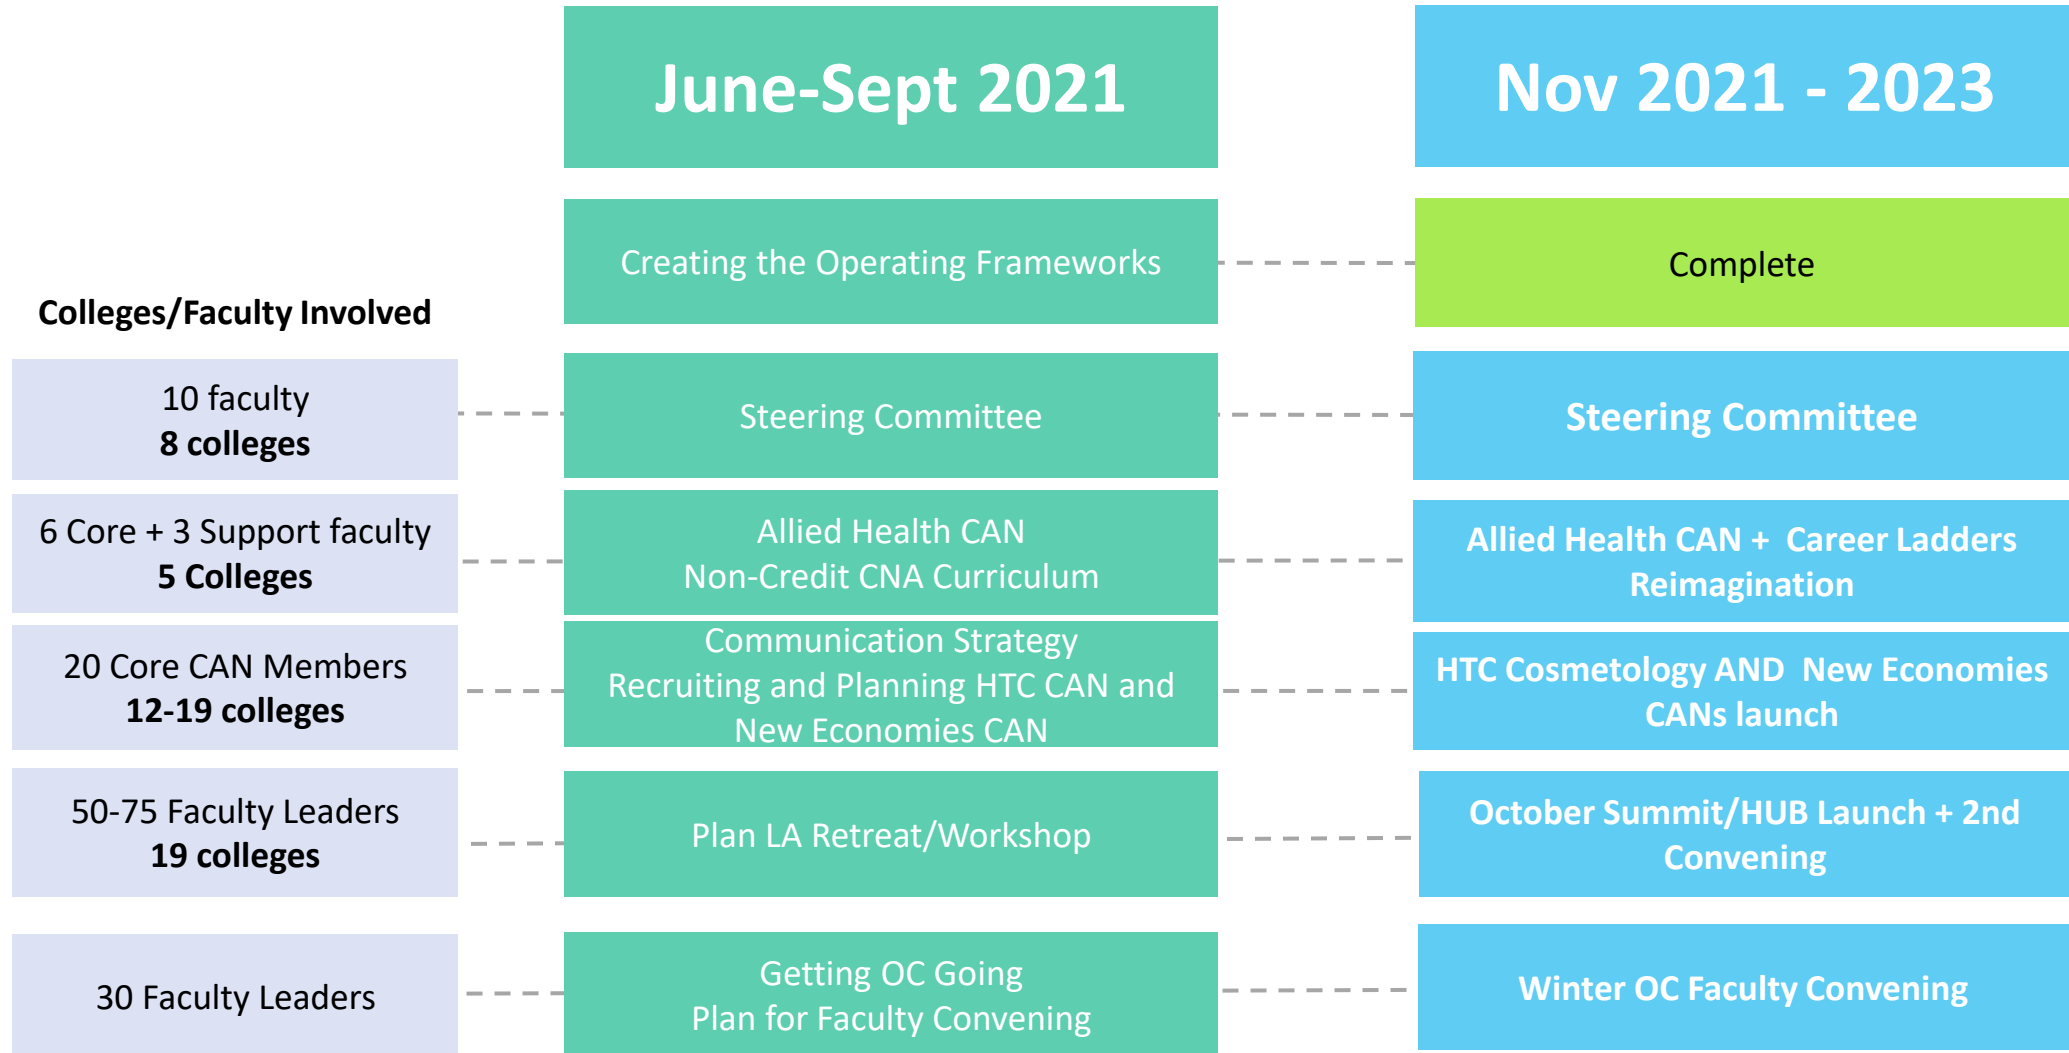 June-Sept 2021
Nov 2021 - 2023
Creating the Operating Frameworks
Complete
Colleges/Faculty Involved
10 faculty
8 colleges
Steering Committee
Steering Committee
6 Core + 3 Support faculty
5 Colleges
Allied Health CAN
Non-Credit CNA Curriculum
Allied Health CAN + Career Ladders
Reimagination
20 Core CAN Members
12-19 colleges
Communication Strategy
Recruiting and Planning HTC CAN and
New Economies CAN
HTC Cosmetology AND New Economies
CANs launch
50-75 Faculty Leaders
19 colleges
Plan LA Retreat/Workshop
October Summit/HUB Launch + 2nd
Convening
30 Faculty Leaders
Getting OC Going
Plan for Faculty Convening
Winter OC Faculty Convening